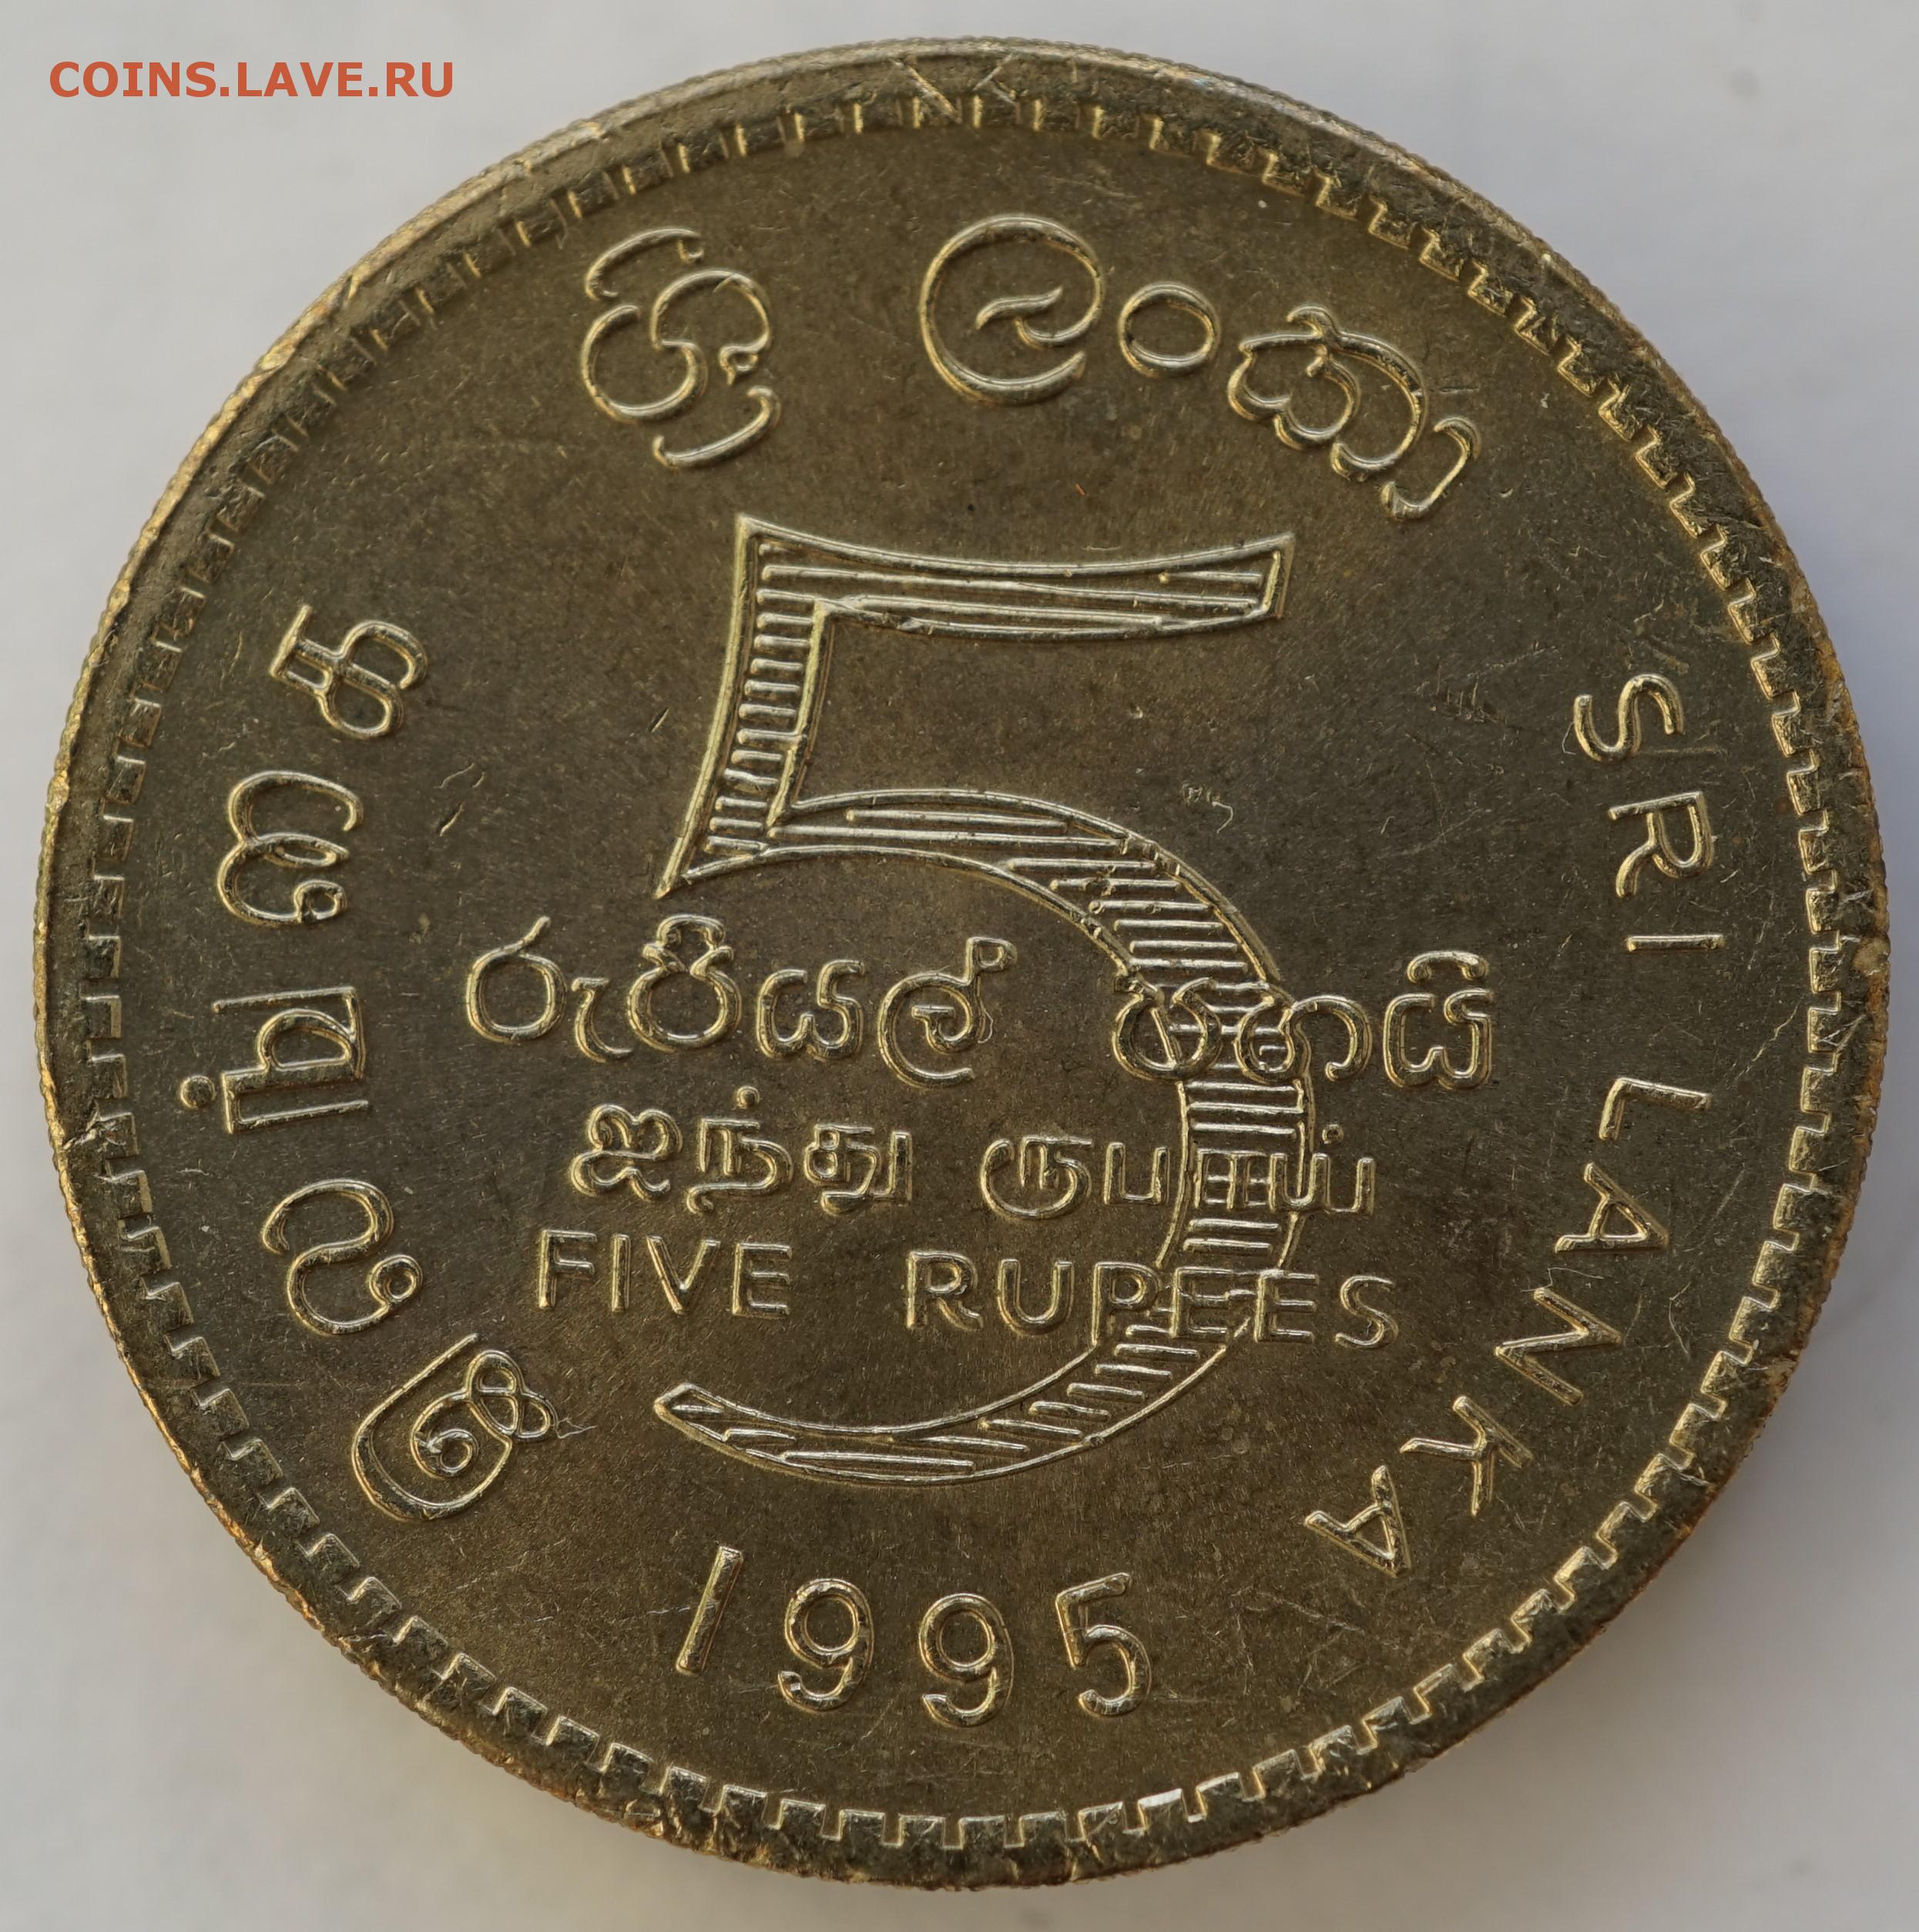 COINS.LAVE.RU
ශ්‍රී ලංකා
இலங்கை
SRI LANKA
5
රුපියල් පහයි
ஐந்து ரூபாய்
FIVE RUPEES
1995